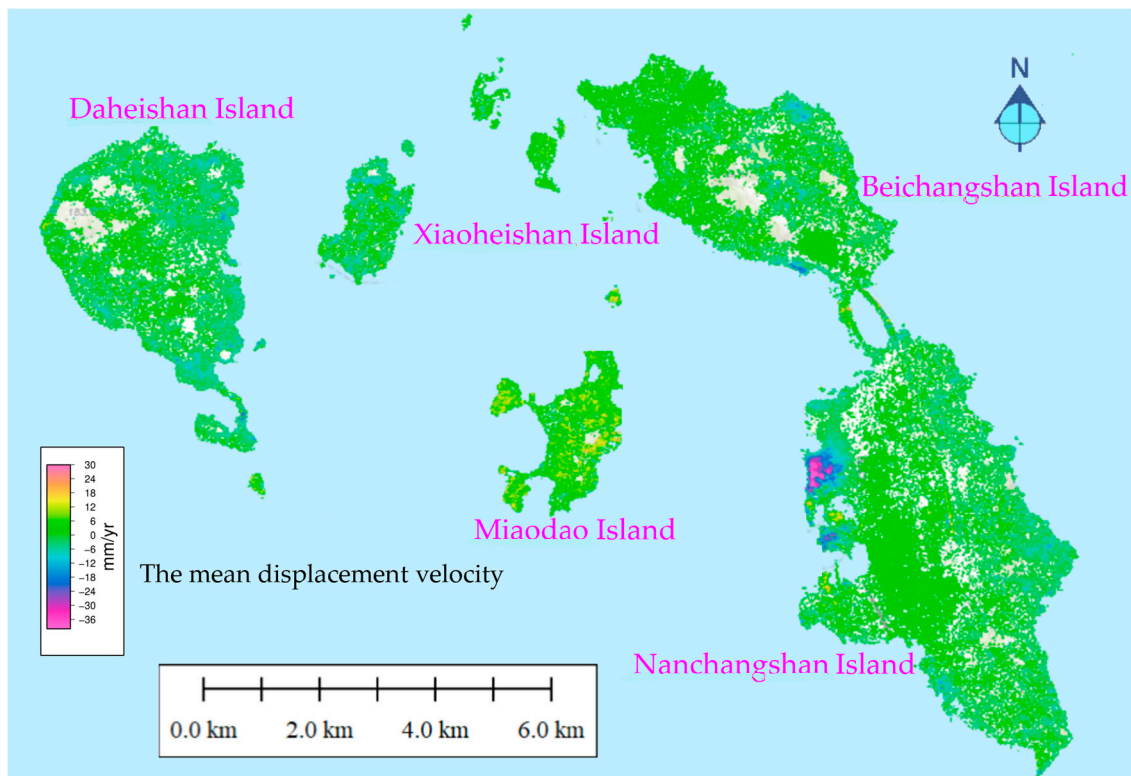 N
Daheishan Island
Beichangshan Island
183
Xiaoheishan Island
Miaodao Island
Nanchangshan Island
30
24
18
12
6
0
−6
−12
−18
−24
−30
−36
mm/yr
The mean displacement velocity
0.0 km 2.0 km 4.0 km 6.0 km